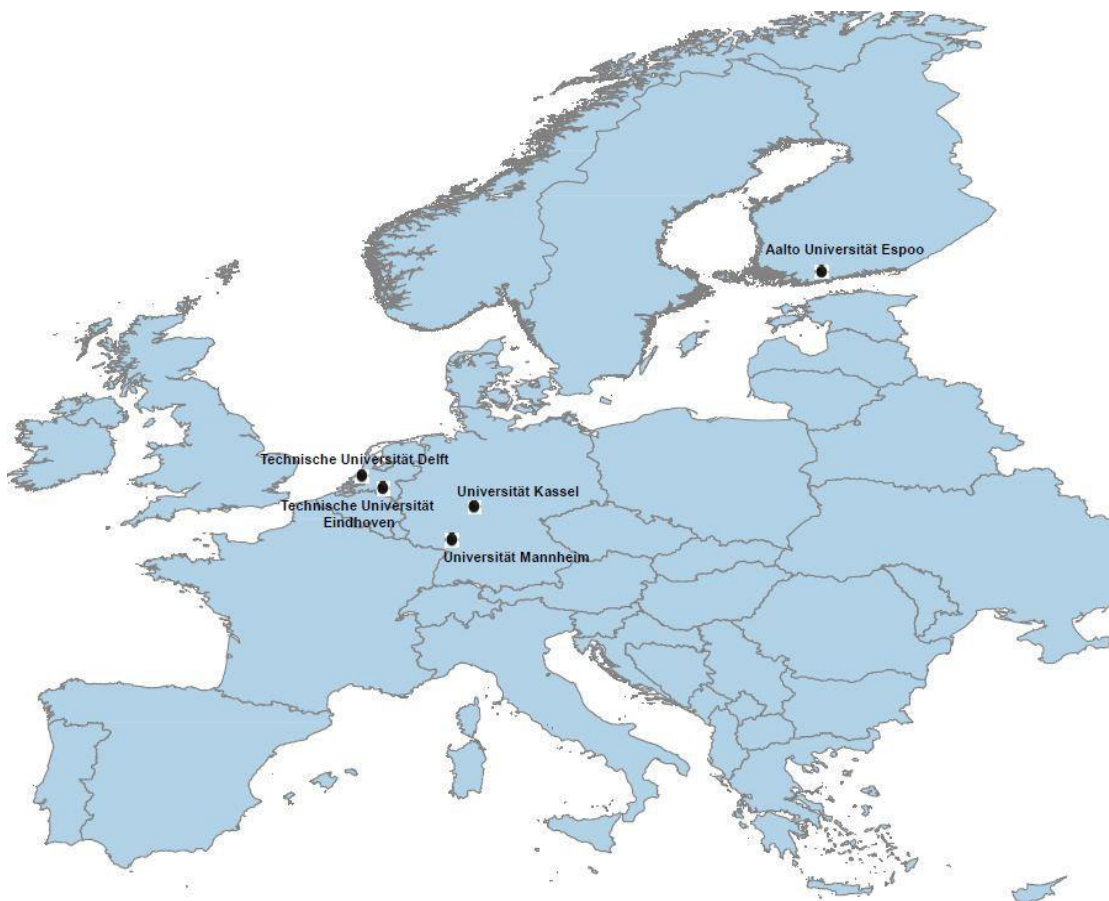 Aalto Universität Espoo
Technische Universität Delft
Universität Kassel
Technische Universität
Eindhoven
Universität Mannheim